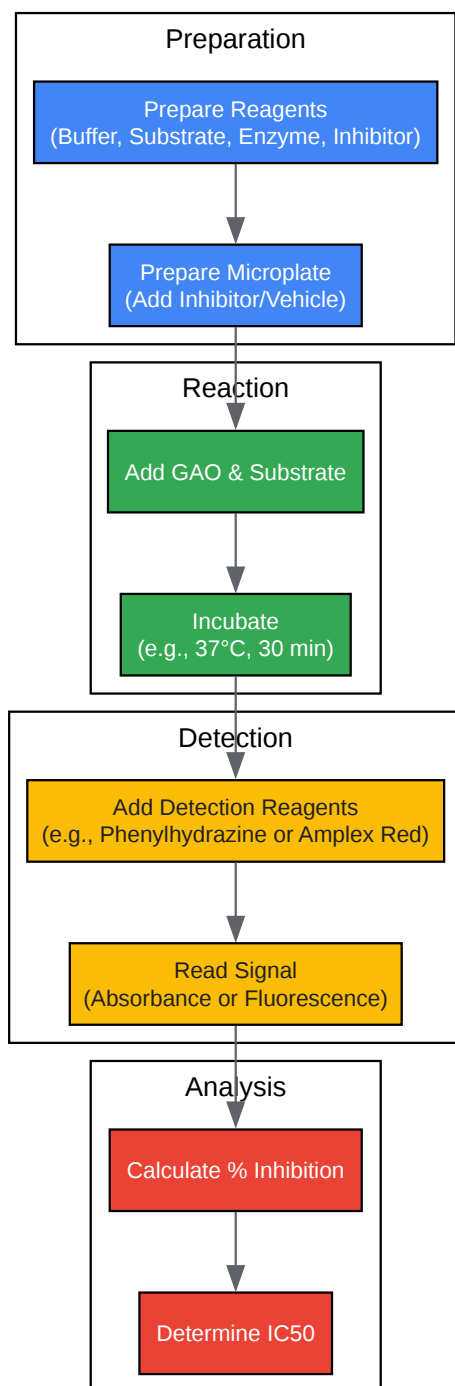 Preparation
Prepare Reagents
(Buffer, Substrate, Enzyme, Inhibitor)
Prepare Microplate
(Add Inhibitor/Vehicle)
Reaction
Add GAO & Substrate
Incubate
(e.g., 37°C, 30 min)
Detection
Add Detection Reagents
(e.g., Phenylhydrazine or Amplex Red)
Read Signal
(Absorbance or Fluorescence)
Analysis
Calculate % Inhibition
Determine IC50